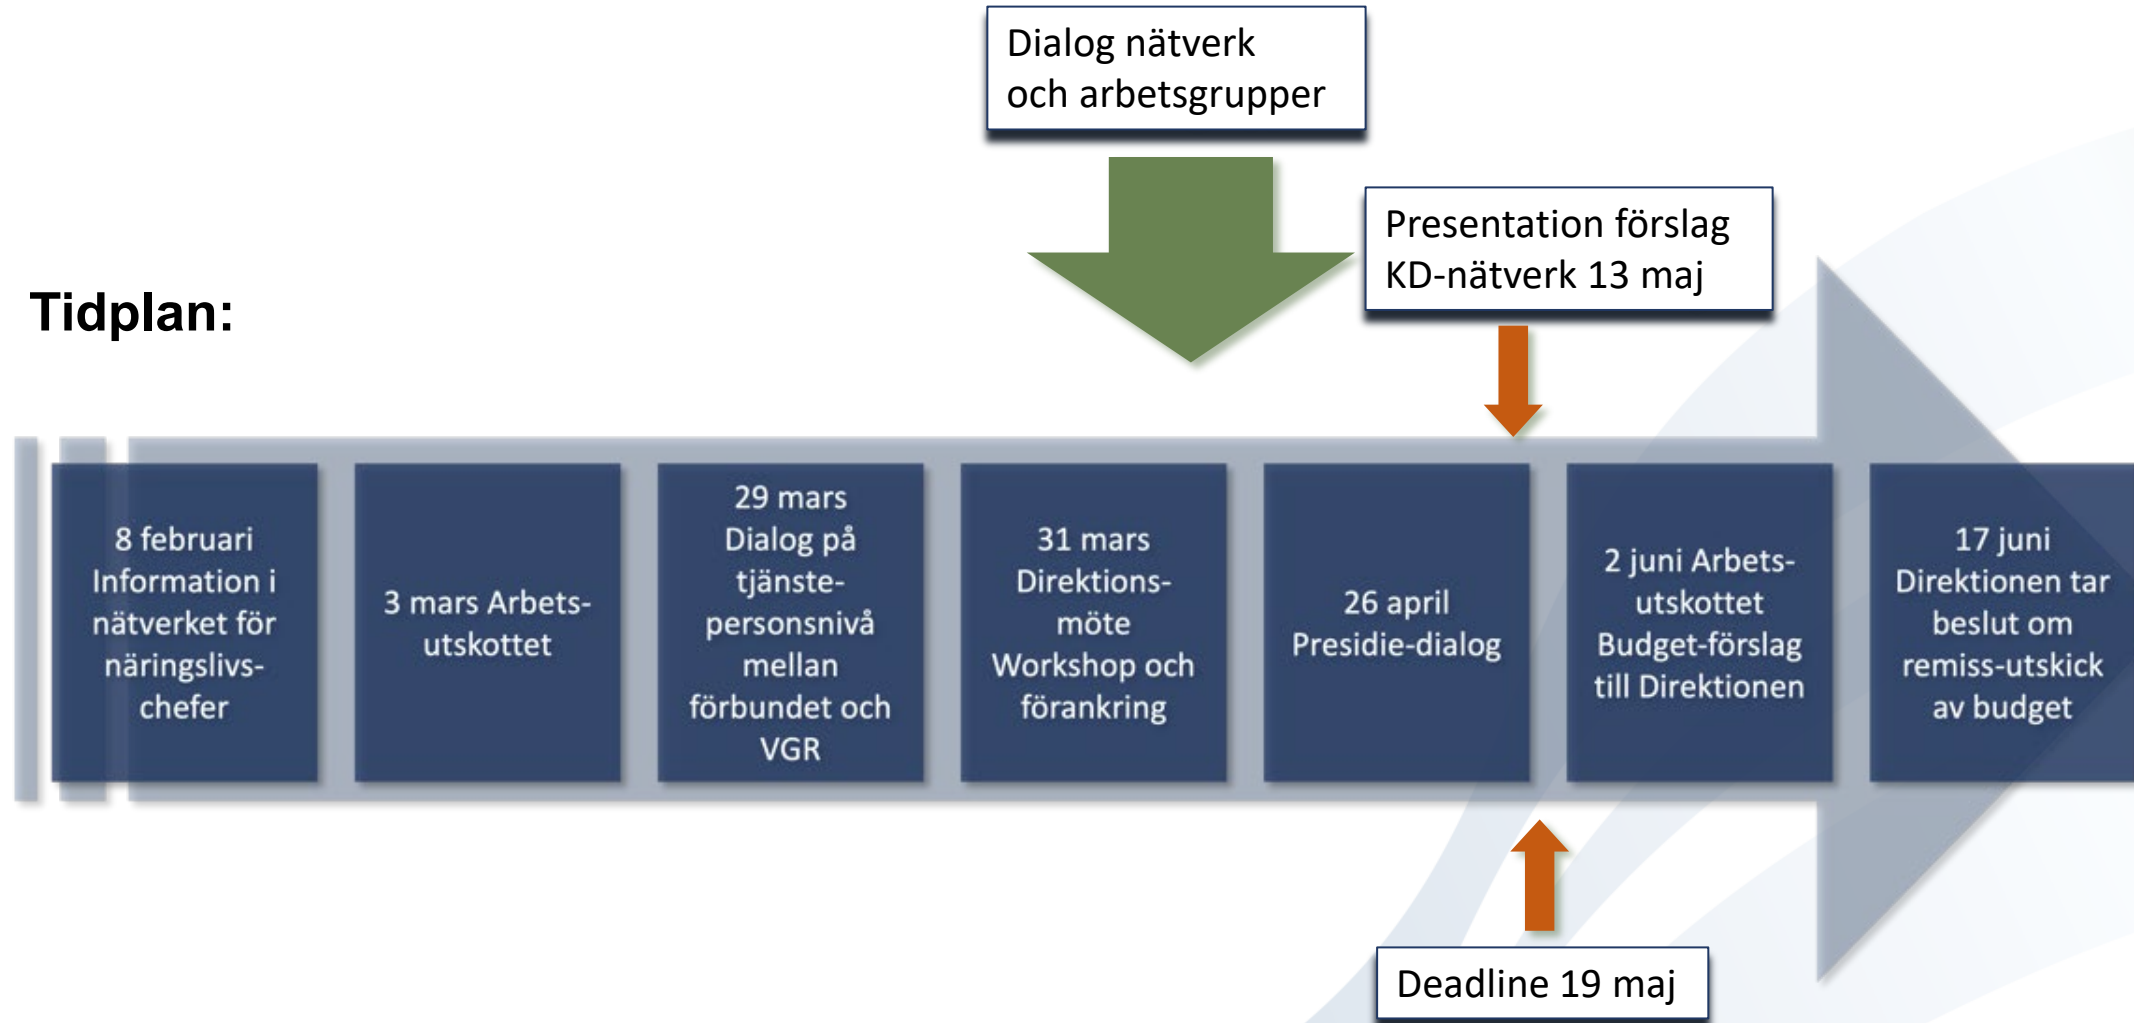 Dialog nätverk
och arbetsgrupper
Presentation förslag
KD-nätverk 13 maj
Tidplan:
8 februari
Information i
nätverket för
näringslivs-
chefer
3 mars Arbets-
utskottet
29 mars
Dialog på
tjänste-
personsnivå
mellan
förbundet och
VGR
31 mars
Direktions-
möte
Workshop och
förankring
26 april
Presidie-dialog
2 juni Arbets-
utskottet
Budget-förslag
till Direktionen
17 juni
Direktionen tar
beslut om
remiss-utskick
av budget
Deadline 19 maj